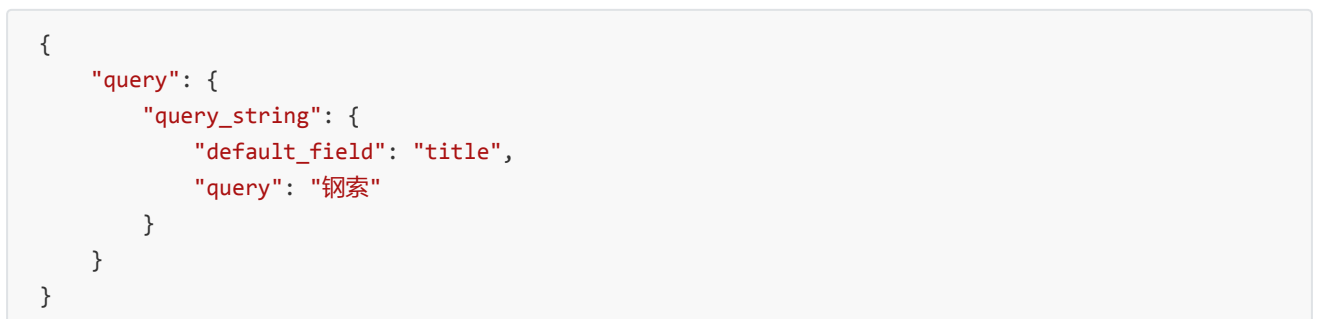 {
    "query": {
        "query_string": {
            "default_field": "title",
            "query": "钢索"
        }
    }
}